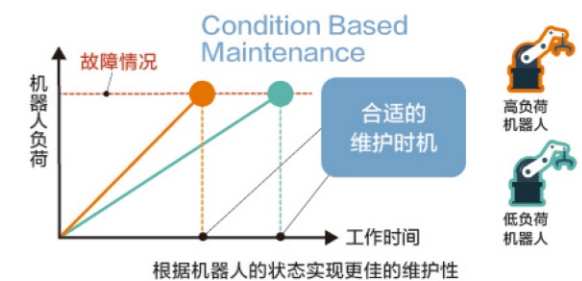 Condition Based
Maintenance
故障情况
机器人负荷
合适的
维护时机
工作时间
高负荷
机器人
低负荷
机器人
根据机器人的状态实现更佳的维护性